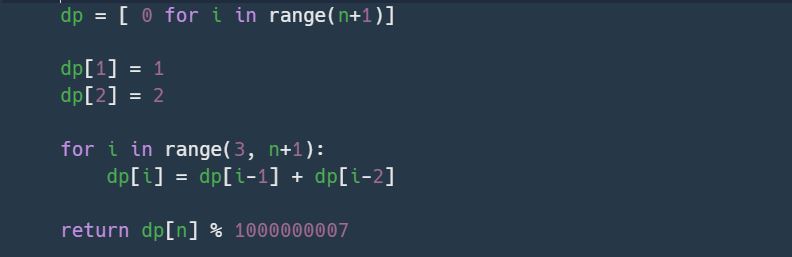 dp = [ 0 for i in range(n+1)]
dp[1] = 1
dp[2] = 2
for i in range(3, n+1):
dp[i] = dp[i-1] + dp[i-2]
return dp[n] % 1000000007